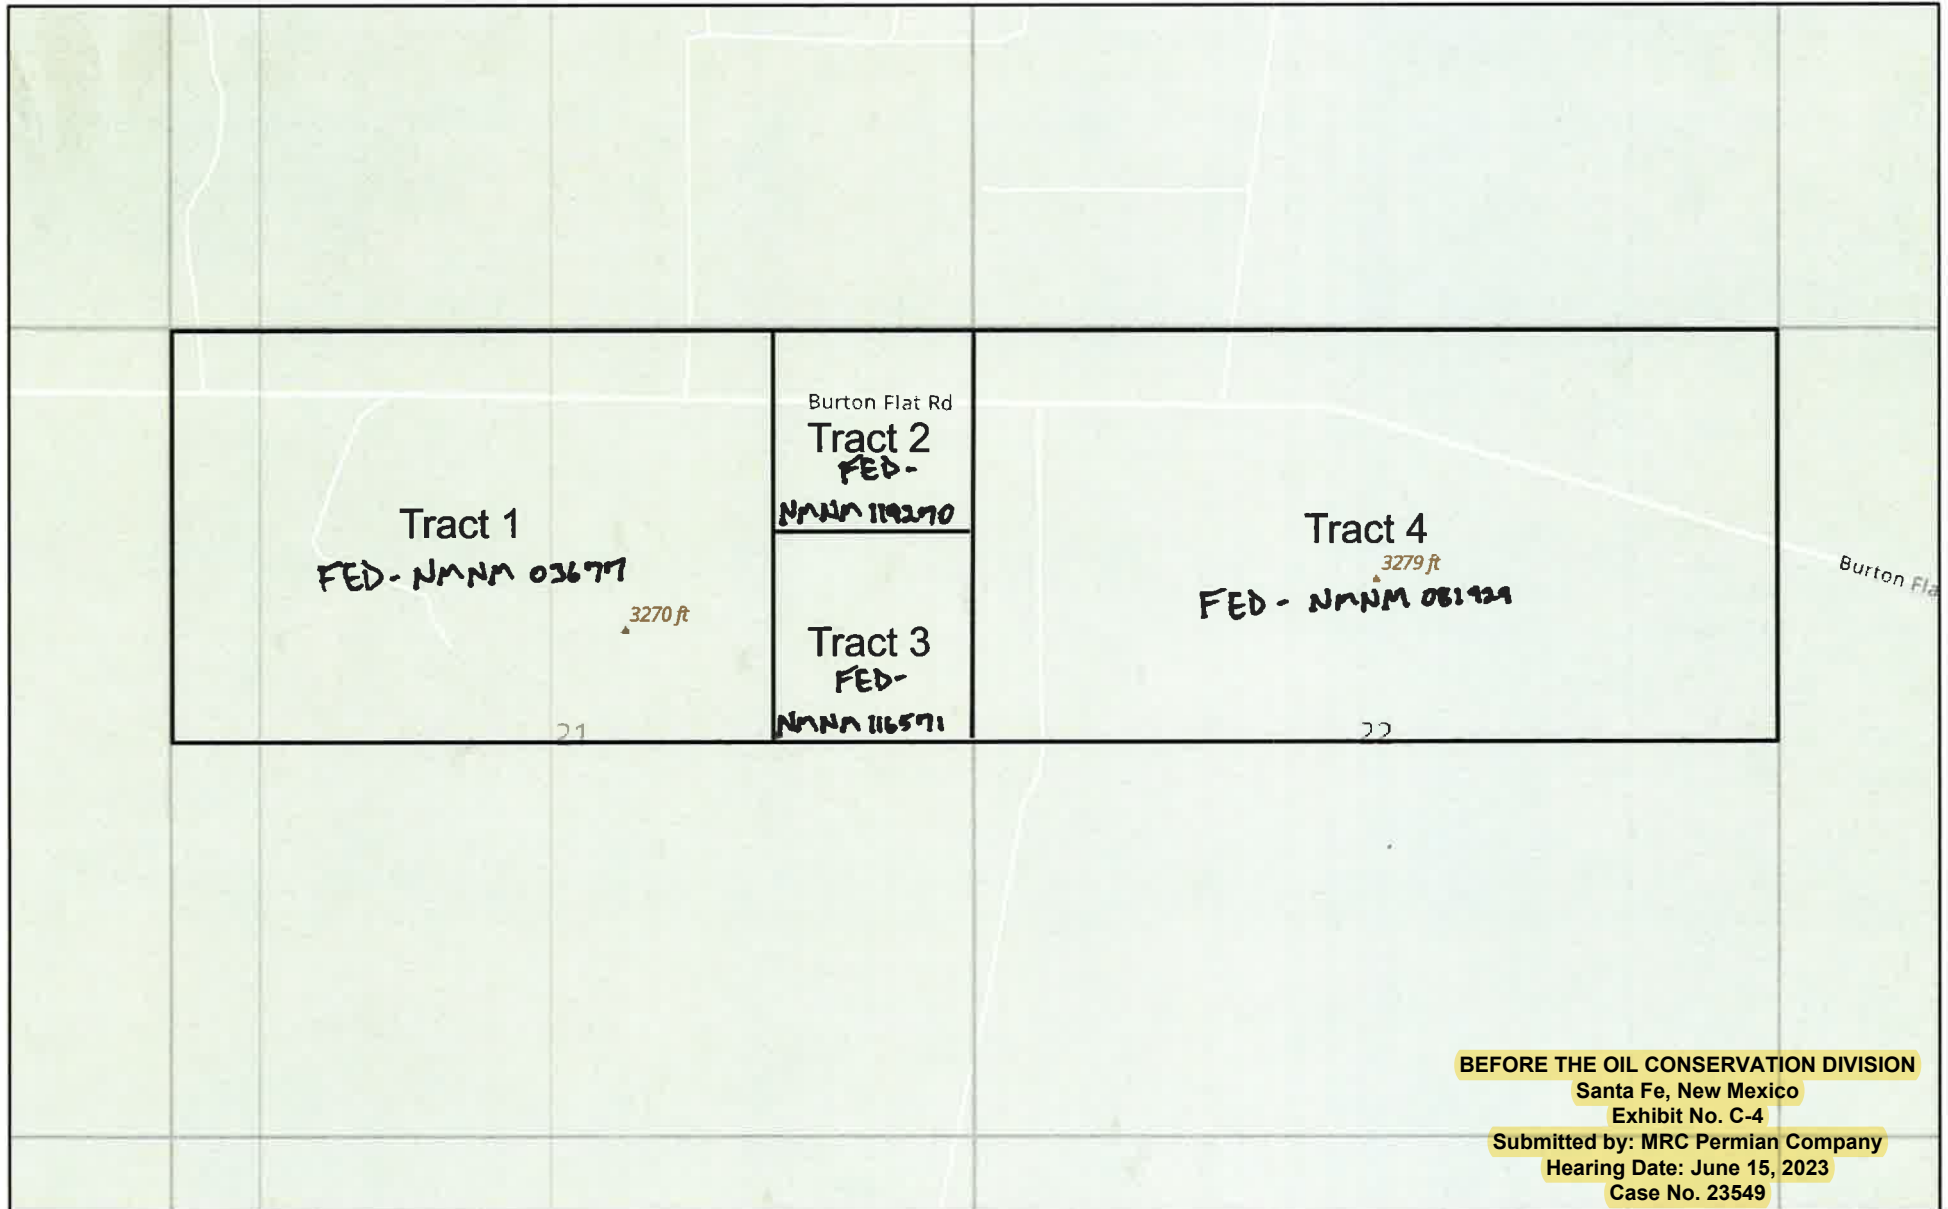 Burton Flat Rd
Tract 2
FED-
NMNM 119270
Tract 1
FED- NMNM 03677
3270 ft
Tract 3
FED-
NMNM 116571
21
Tract 4
3279 ft
FED - NMNM 081929
22
Burton Fla
BEFORE THE OIL CONSERVATION DIVISION
Santa Fe, New Mexico
Exhibit No. C-4
Submitted by: MRC Permian Company
Hearing Date: June 15, 2023
Case No. 23549